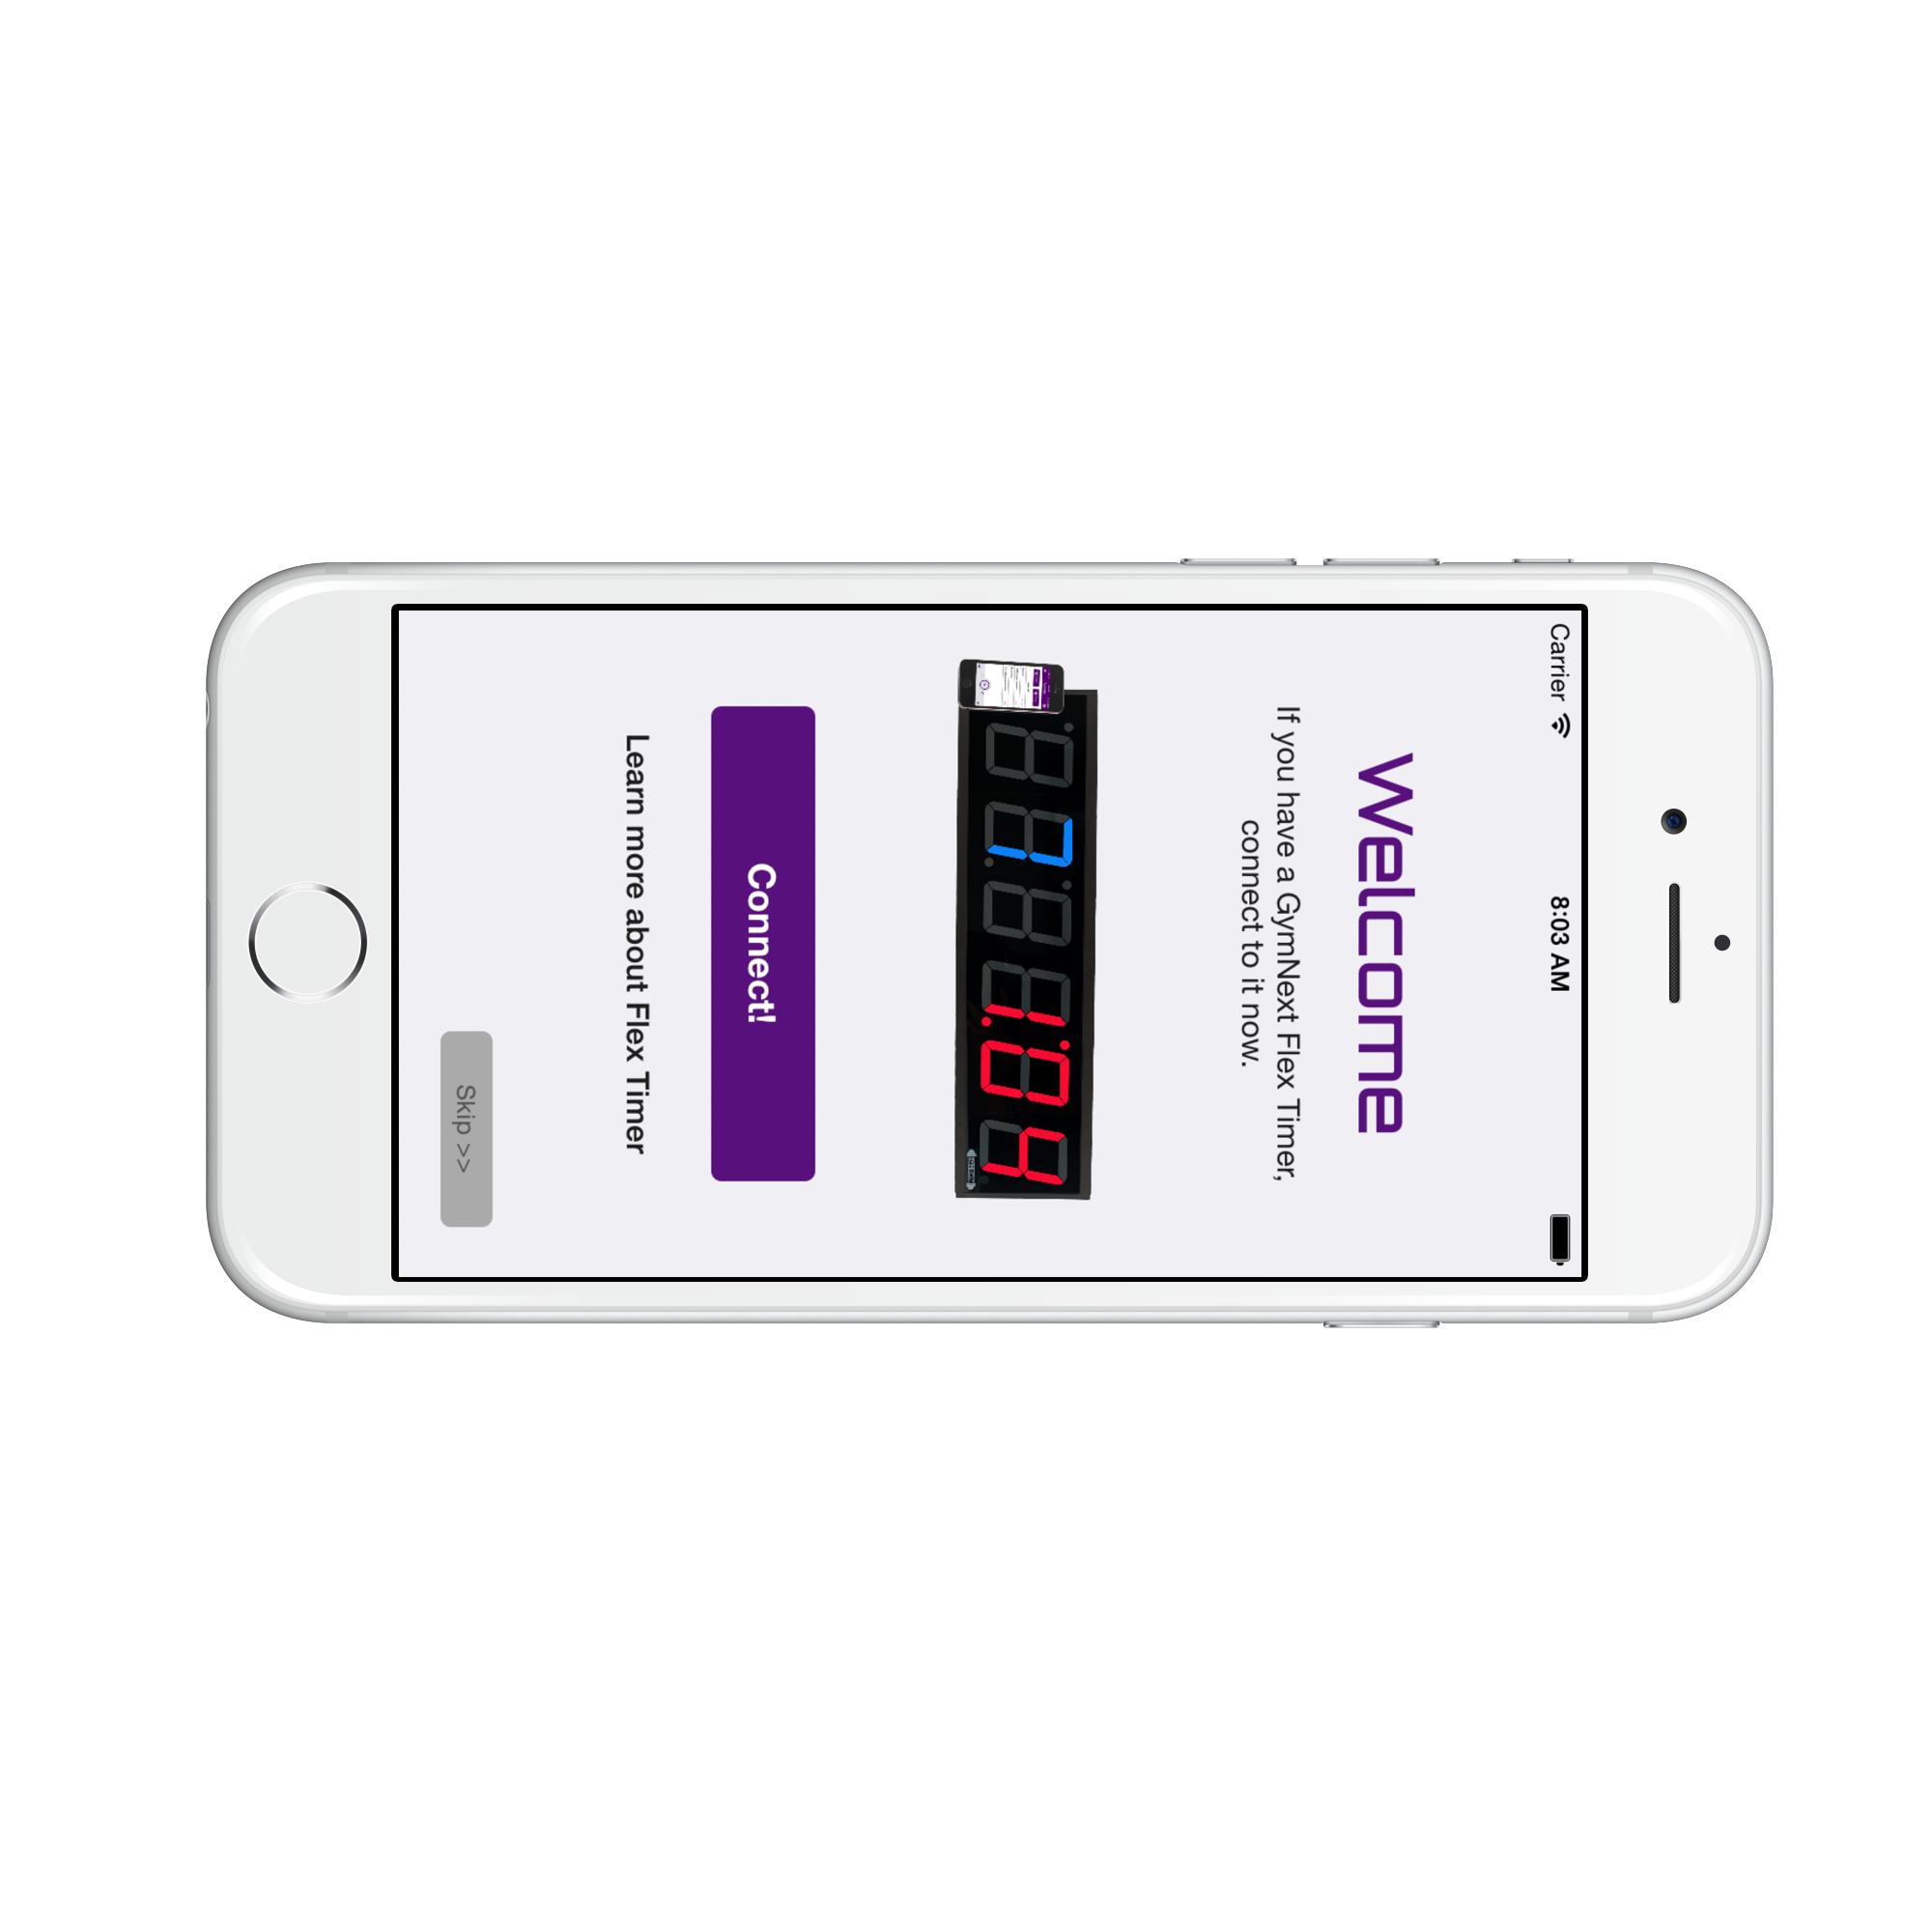 Carrier 8:03 AM
Welcome
If you have a GymNext Flex Timer,
connect to it now.
7 1:04
Connect!
Learn more about Flex Timer
Skip >>